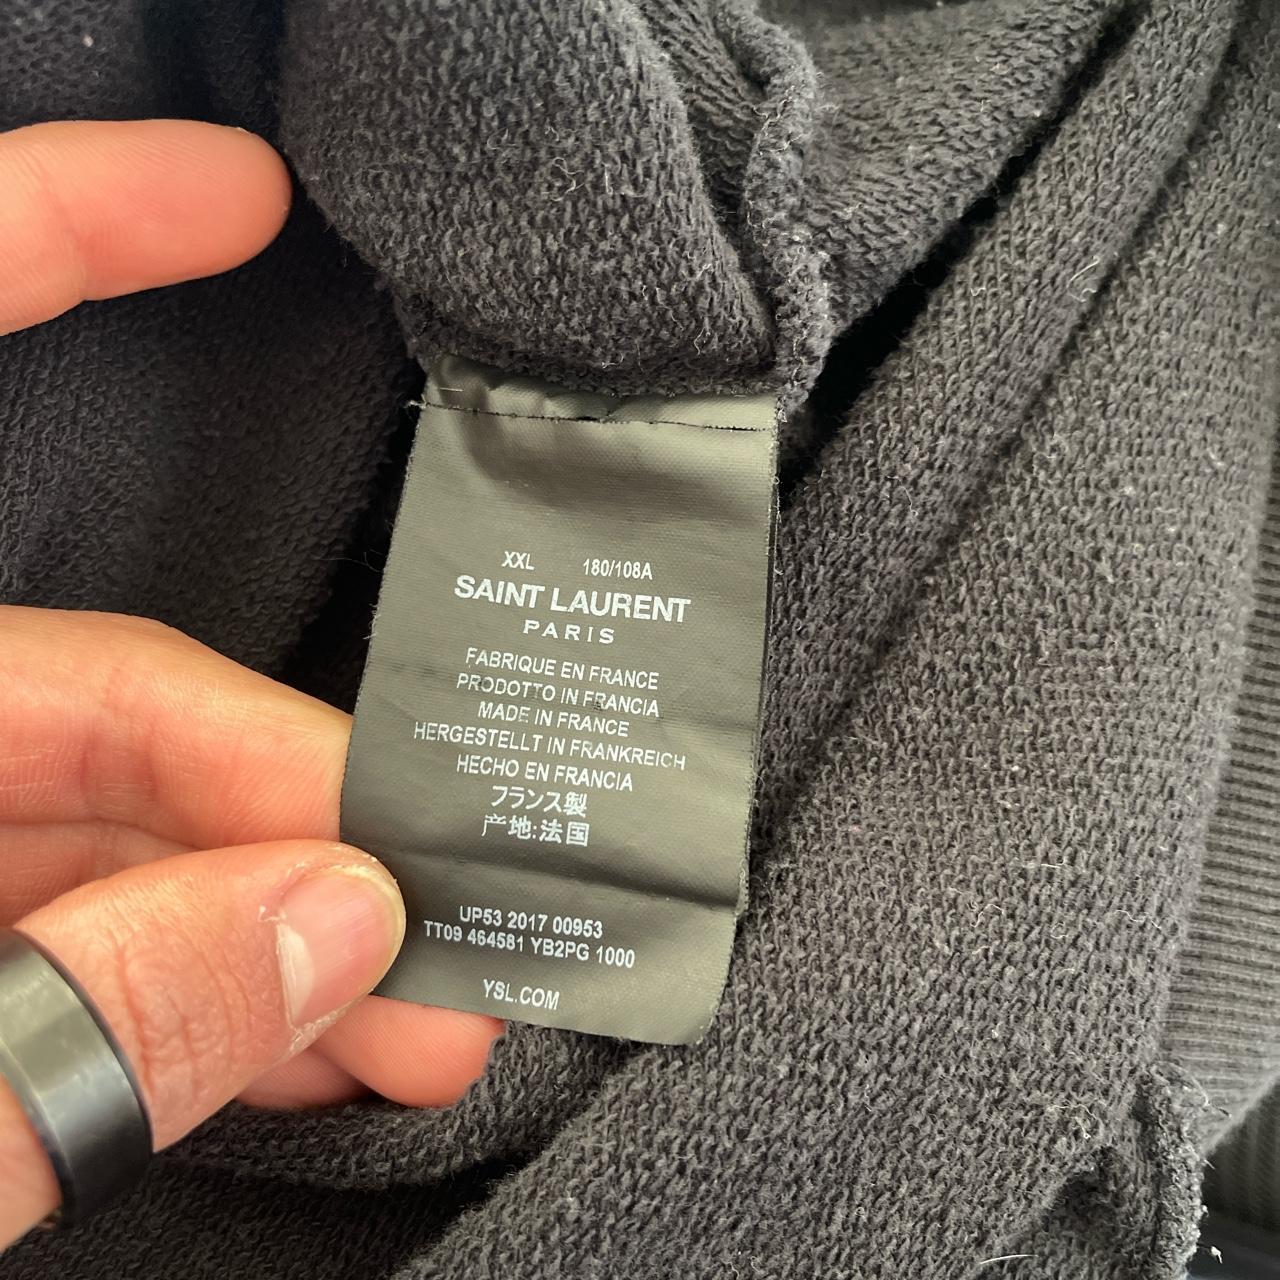 XXL 180/108A
SAINT LAURENT
PARIS
FABRIQUE EN FRANCE
PRODOTTO IN FRANCIA
MADE IN FRANCE
HERGESTELLT IN FRANKREICH
HECHO EN FRANCIA
フランス製
产地:法国
UP53 2017 00953
TT09 464581 YB2PG 1000
YSL.COM